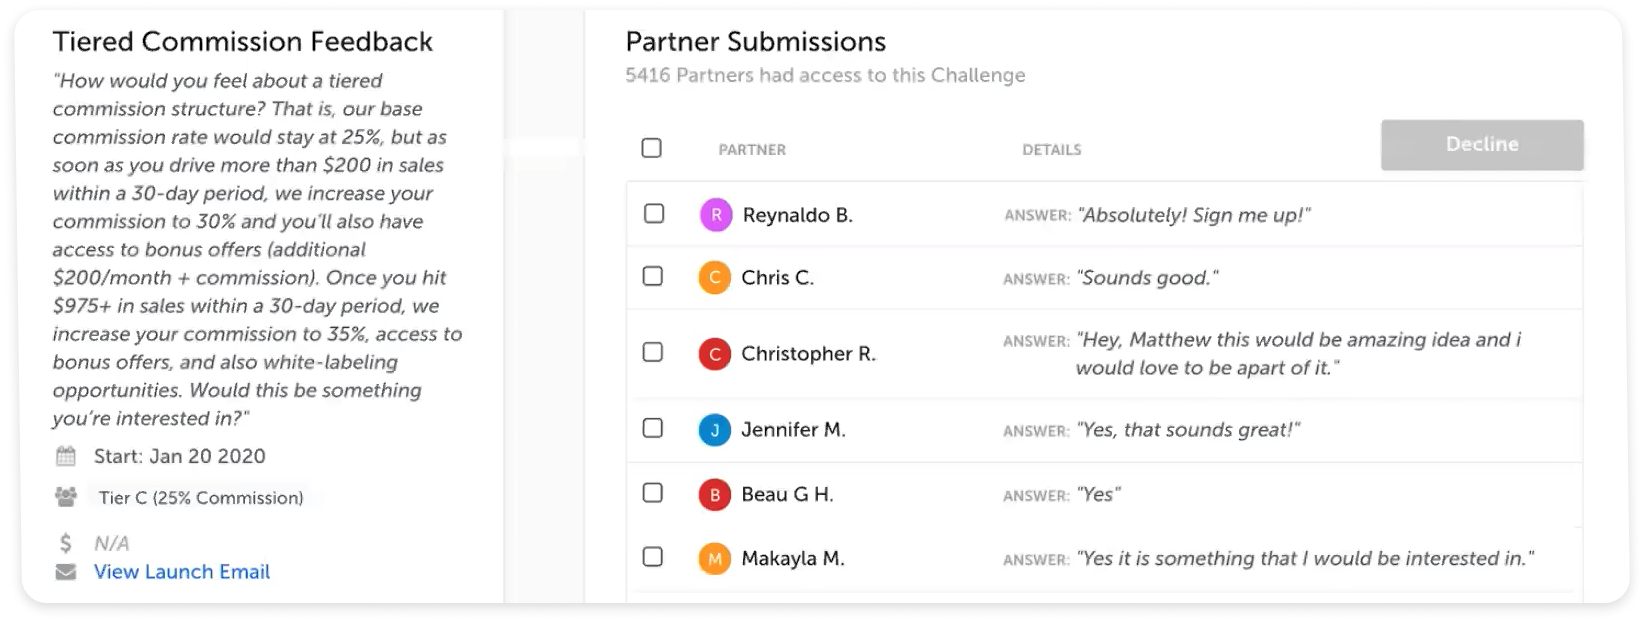 Tiered Commission Feedback
"How would you feel about a tiered
commission structure? That is, our base
commission rate would stay at 25%, but as
soon as you drive more than $200 in sales
within a 30-day period, we increase your
commission to 30% and you'll also have
access to bonus offers (additional
$200/month + commission). Once you hit
$975+ in sales within a 30-day period, we
increase your commission to 35%, access to
bonus offers, and also white-labeling
opportunities. Would this be something
you're interested in?"
Start: Jan 20 2020
Tier C (25% Commission)
$ N/A
View Launch Email
Partner Submissions
5416 Partners had access to this Challenge
PARTNER DETAILS Decline
R Reynaldo B. ANSWER: "Absolutely! Sign me up!"
C Chris C. ANSWER: "Sounds good."
C Christopher R. ANSWER: "Hey, Matthew this would be amazing idea and i
would love to be apart of it."
J Jennifer M. ANSWER: "Yes, that sounds great!"
B Beau G H. ANSWER: "Yes"
M Makayla M. ANSWER: "Yes it is something that I would be interested in."